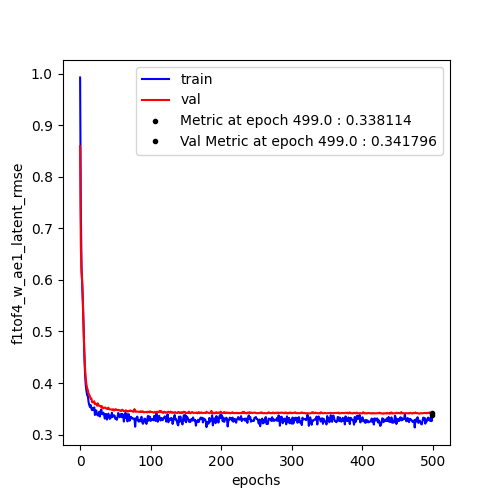 train
val
Metric at epoch 499.0 : 0.338114
Val Metric at epoch 499.0 : 0.341796
1.0
0.9
0.8
0.7
0.6
0.5
0.4
0.3
f1tof4_w_ae1_latent_rmse
0
100
200
300
400
500
epochs